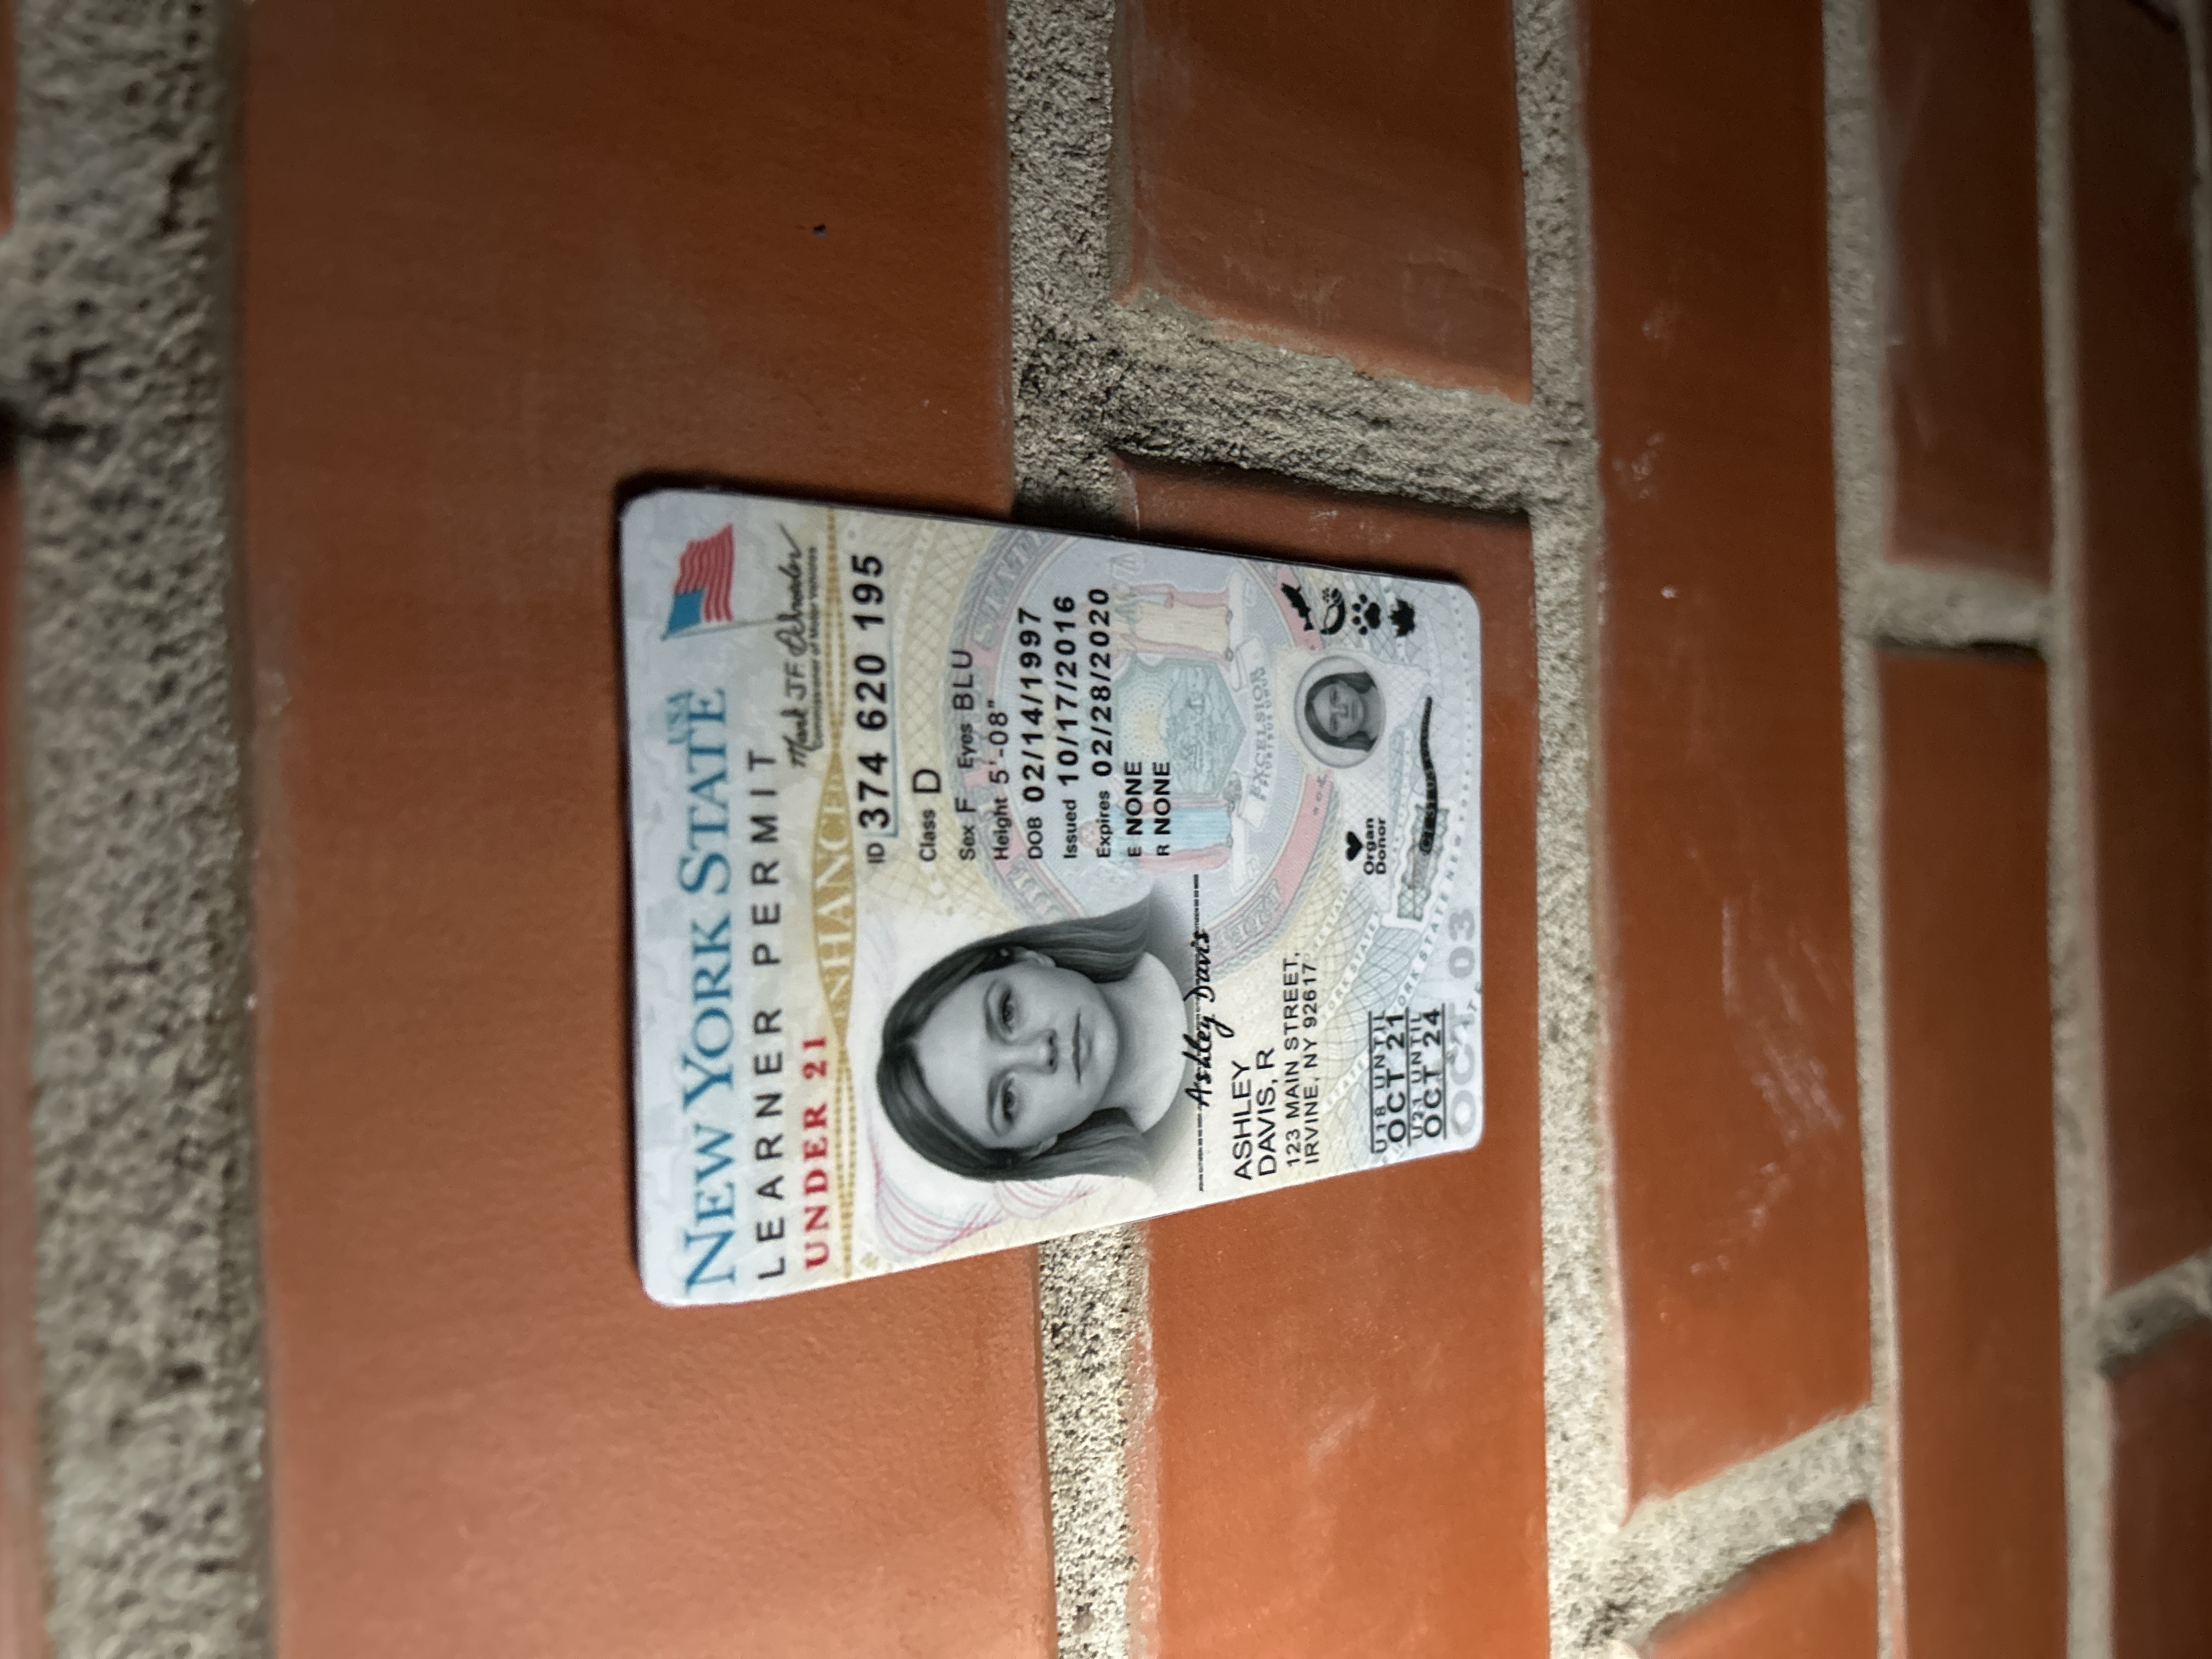 NEW YORK STATE USA
LEARNER PERMIT
UNDER 21
Mark J.F. Schroeder
Commissioner of Motor Vehicles
ENHANCED
ID 374 620 195
Class D
Sex F Eyes BLU
Height 5'-08"
DOB 02/14/1997
Issued 10/17/2016
Expires 02/28/2020
E NONE
R NONE
Ashley Davis
ASHLEY
DAVIS, R
123 MAIN STREET,
IRVINE, NY 92617
EXCELSIOR
E PLURIBUS UNUM
Organ
Donor
U18 UNTIL
OCT 21
U21 UNTIL
OCT 24
OCT 03